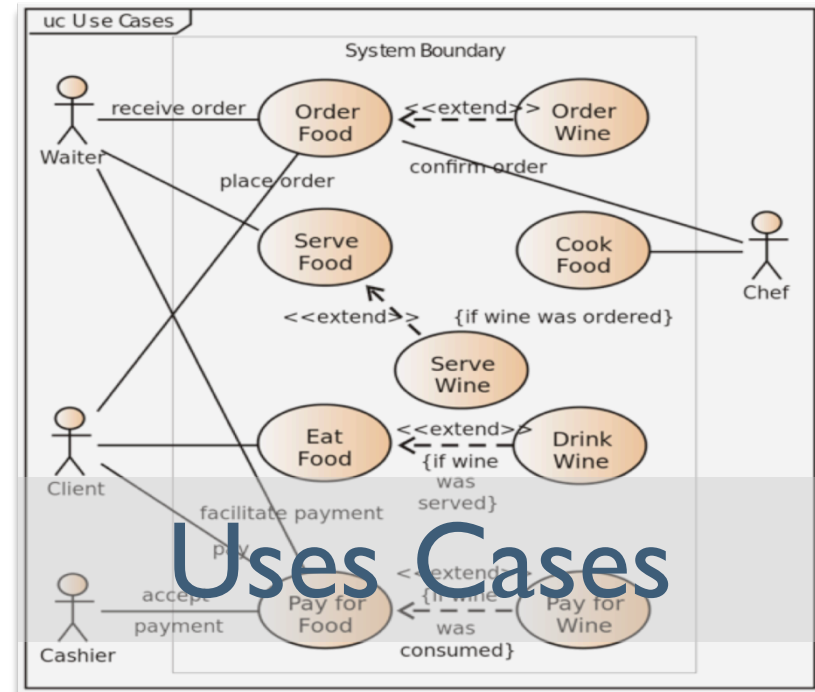 uc Use Cases
System Boundary
receive order
Order
Food
<<extend>>
Order
Wine
Waiter
place order
confirm order
Serve
Food
Cook
Food
Chef
<<extend>>
{if wine was ordered}
Serve
Wine
Eat
Food
<<extend>>
{if wine
was
served}
Drink
Wine
Client
facilitate payment
pay
Uses Cases
accept
payment
Pay for
Food
<<extend>>
{if wine
was
consumed}
Pay for
Wine
Cashier